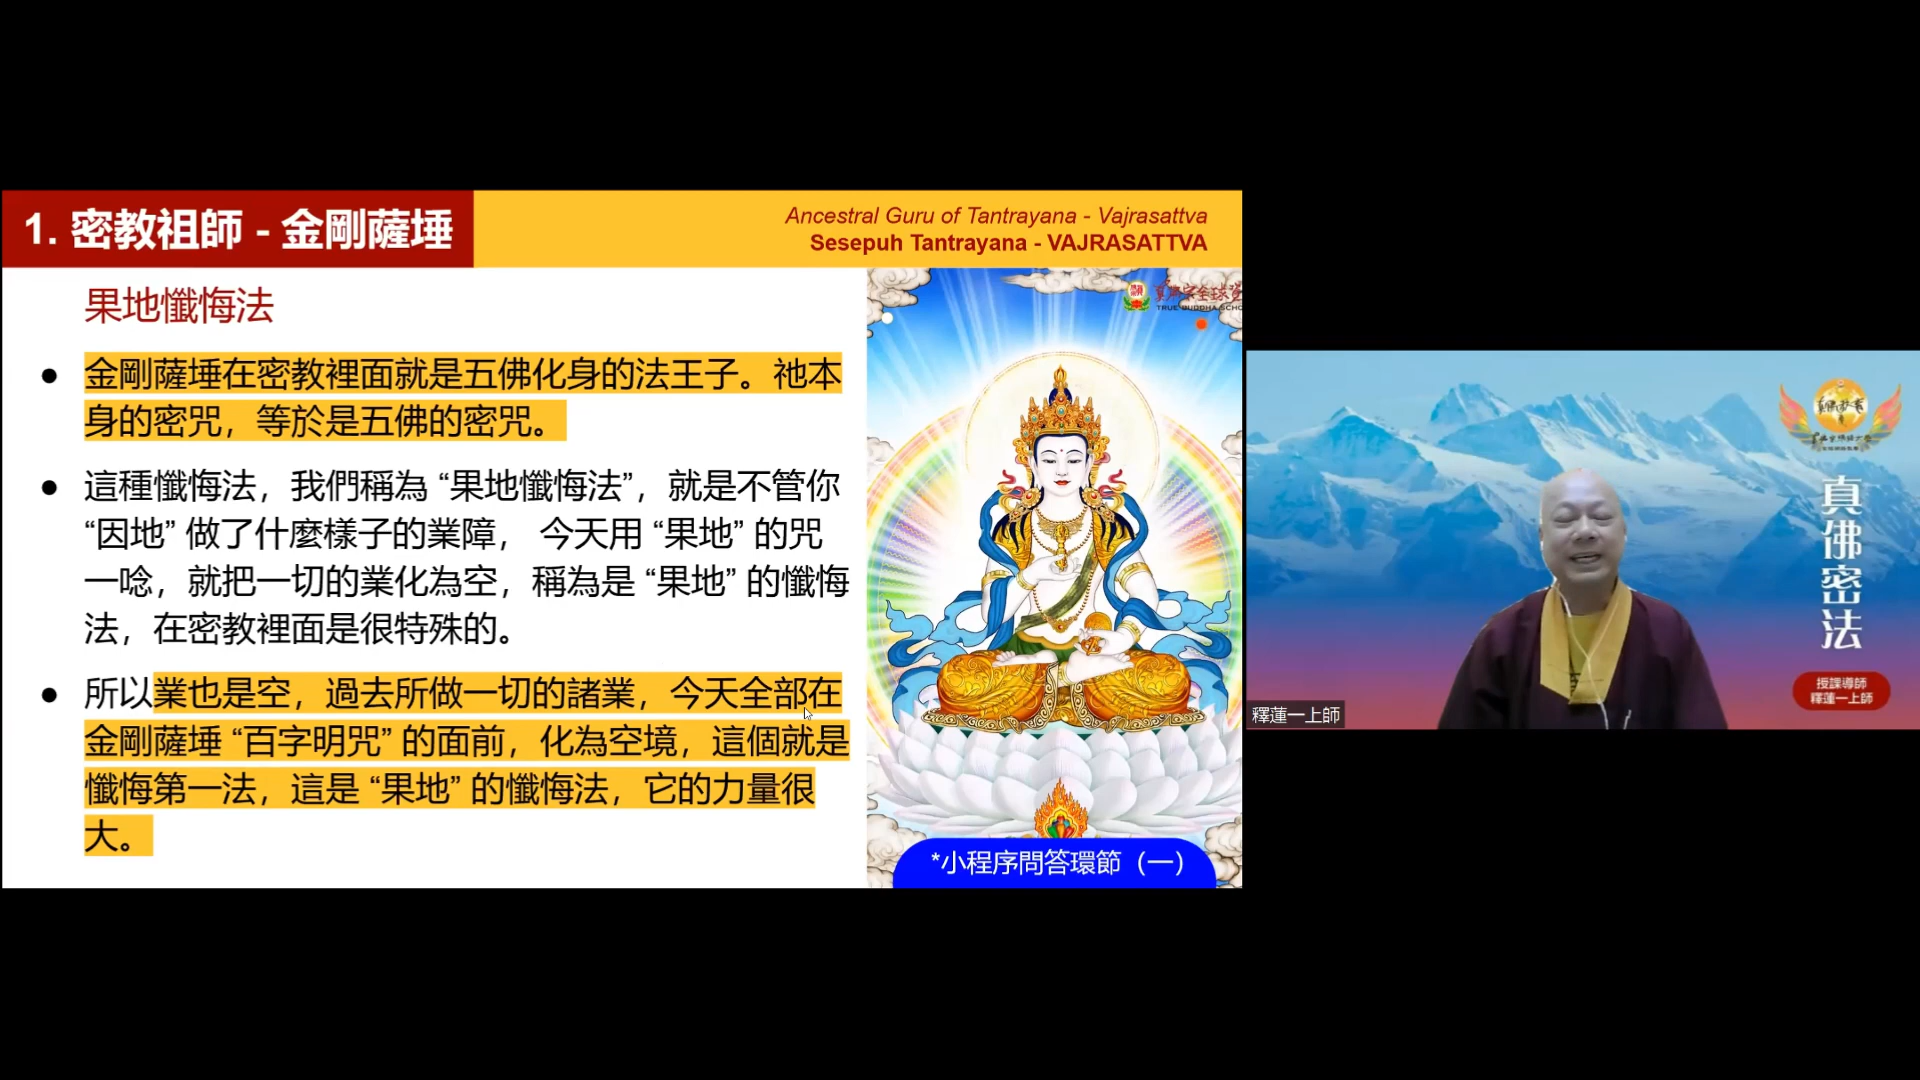 1. 密教祖師 - 金剛薩埵
Ancestral Guru of Tantrayana - Vajrasattva
Sesepuh Tantrayana - VAJRASATTVA
果地懺悔法
● 金剛薩埵在密教裡面就是五佛化身的法王子。祂本
身的密咒，等於是五佛的密咒。
● 這種懺悔法，我們稱為 “果地懺悔法”，就是不管你
“因地” 做了什麼樣子的業障， 今天用 “果地” 的咒
一唸，就把一切的業化為空，稱為是 “果地” 的懺悔
法，在密教裡面是很特殊的。
● 所以業也是空，過去所做一切的諸業，今天全部在
金剛薩埵 “百字明咒” 的面前，化為空境，這個就是
懺悔第一法，這是 “果地” 的懺悔法，它的力量很
大。
真佛宗全球資
TRUE BUDDHA SCHO
*小程序問答環節（一）
真佛密法
授課導師
釋蓮一上師
釋蓮一上師